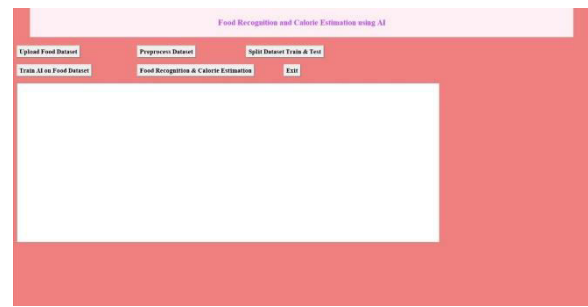 Food Recognition and Calorie Estimation using AI
Upload Food Dataset Preprocess Dataset Split Dataset Train & Test
Train AI on Food Dataset Food Recognition & Calorie Estimation Exit